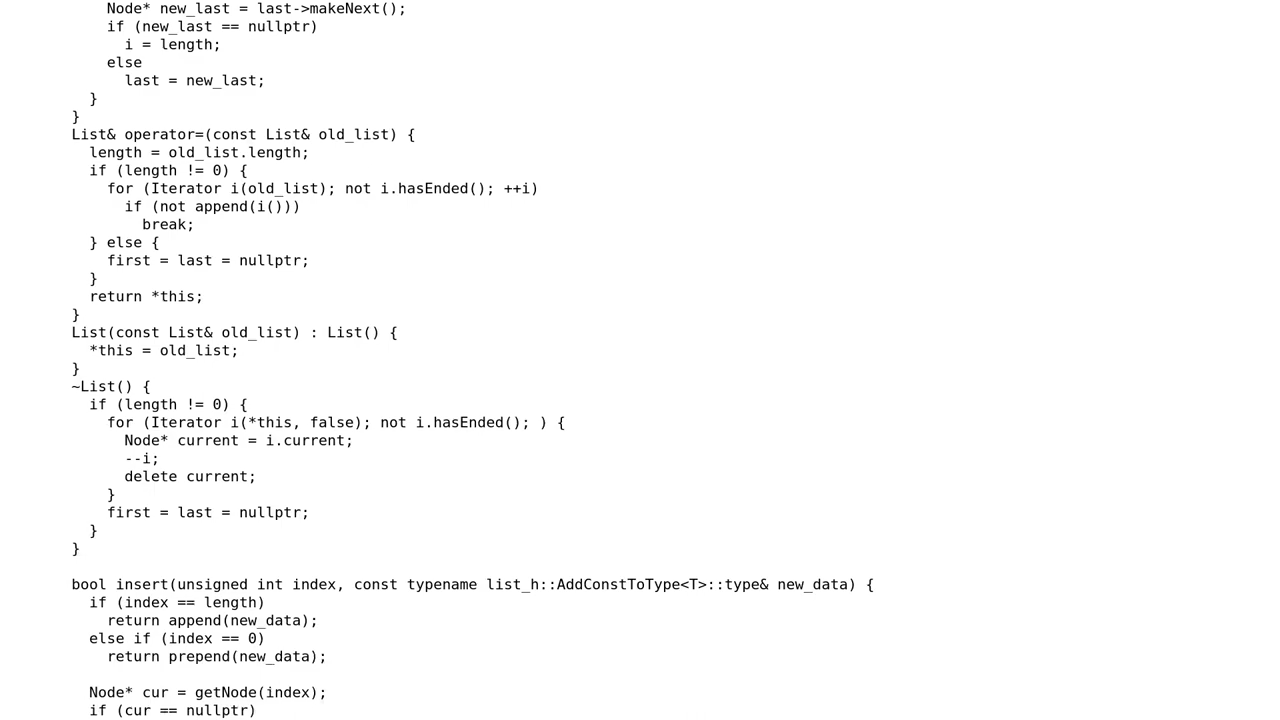 Node* new_last = last->makeNext();
    if (new_last == nullptr)
      i = length;
    else
      last = new_last;
  }
}
List& operator=(const List& old_list) {
  length = old_list.length;
  if (length != 0) {
    for (Iterator i(old_list); not i.hasEnded(); ++i)
      if (not append(i()))
        break;
  } else {
    first = last = nullptr;
  }
  return *this;
}
List(const List& old_list) : List() {
  *this = old_list;
}
~List() {
  if (length != 0) {
    for (Iterator i(*this, false); not i.hasEnded(); ) {
      Node* current = i.current;
      --i;
      delete current;
    }
    first = last = nullptr;
  }
}

bool insert(unsigned int index, const typename list_h::AddConstToType<T>::type& new_data) {
  if (index == length)
    return append(new_data);
  else if (index == 0)
    return prepend(new_data);

  Node* cur = getNode(index);
  if (cur == nullptr)